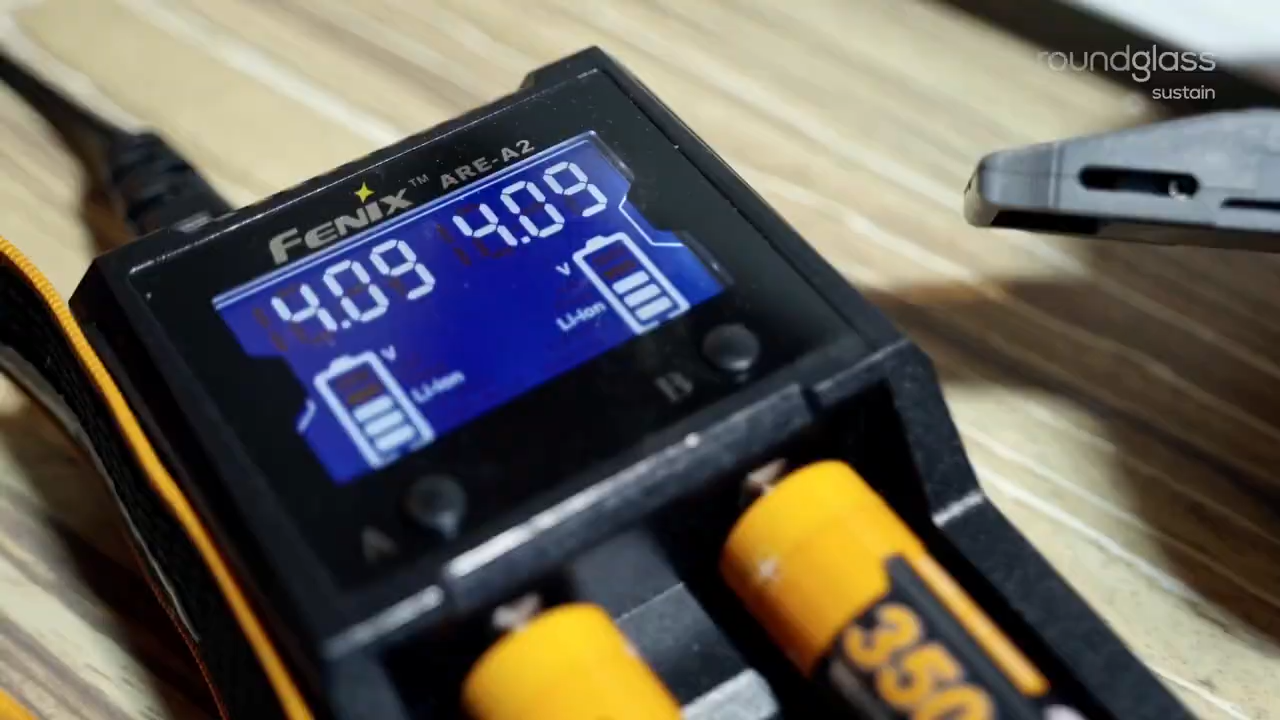 roundglass
sustain
FENIX™ ARE-A2
4.09 4.09
V
Li-ion
V
Li-ion
B
A
+
350